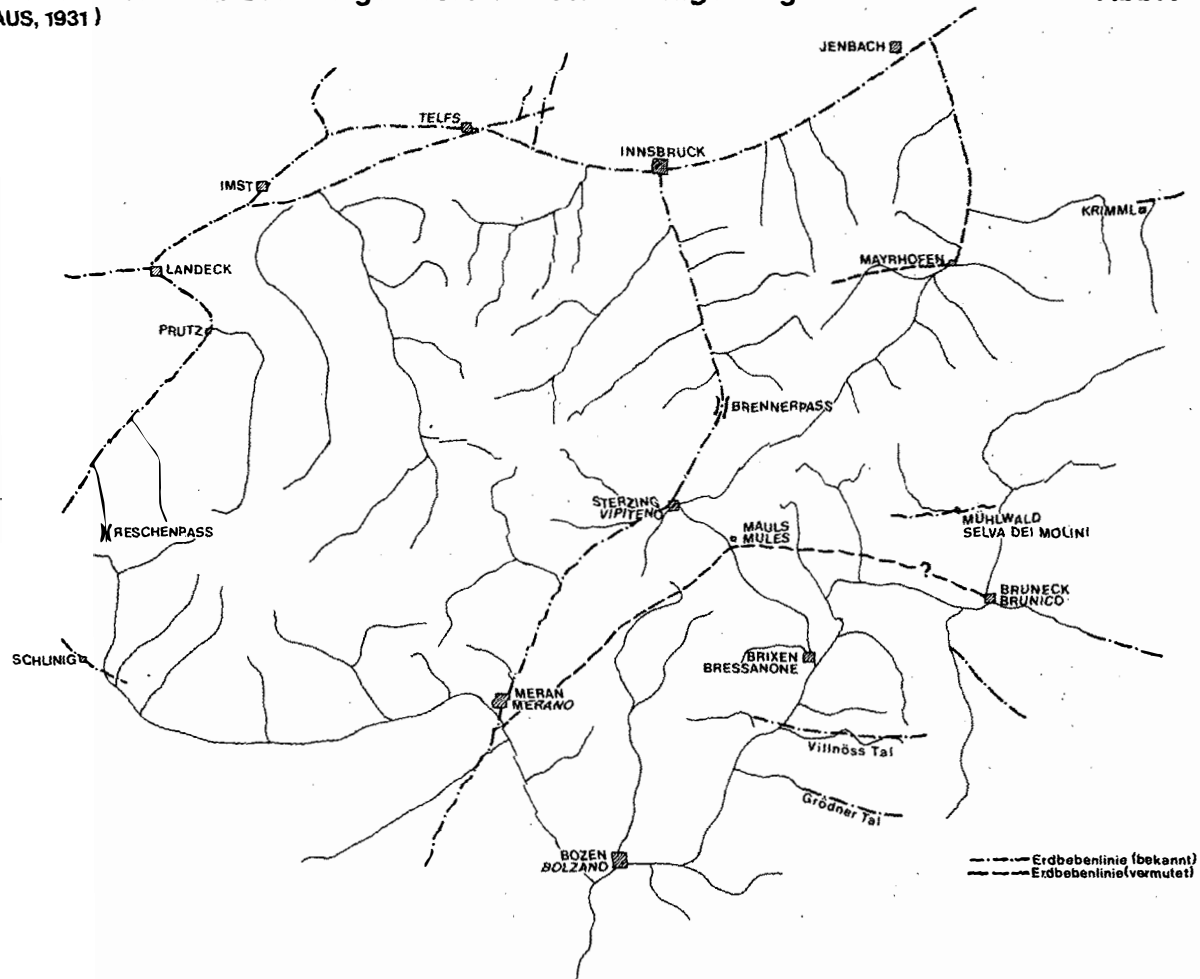 AUS, 1931 )
JENBACH
TELFS
INNSBRUCK
IMST
KRIMML
MAYRHOFEN
LANDECK
PRUTZ
BRENNERPASS
STERZING
VIPITENO
MÜHLWALD
SELVA DEI MOLINI
MAULS
MULES
RESCHENPASS
?
BRUNECK
BRUNICO
SCHLINIG
BRIXEN
BRESSANONE
MERAN
MERANO
Villnöss Tal
Grödner Tal
BOZEN
BOLZANO
Erdbebenlinie (bekannt)
Erdbebenlinie(vermutet)